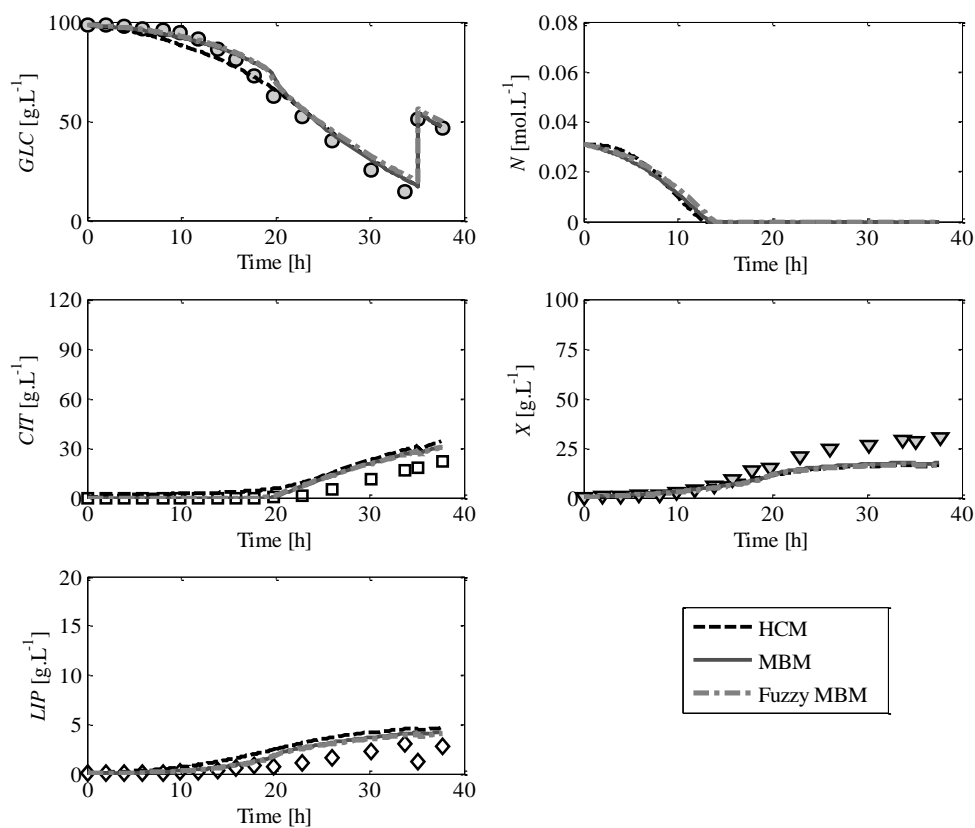 100
50
0
GLC [g.L-1]
0 10 20 30 40
Time [h]
0.08
0.06
0.04
0.02
0
N [mol.L-1]
0 10 20 30 40
Time [h]
120
90
60
30
0
CIT [g.L-1]
0 10 20 30 40
Time [h]
100
75
50
25
0
X [g.L-1]
0 10 20 30 40
Time [h]
20
15
10
5
0
LIP [g.L-1]
0 10 20 30 40
Time [h]
HCM
MBM
Fuzzy MBM